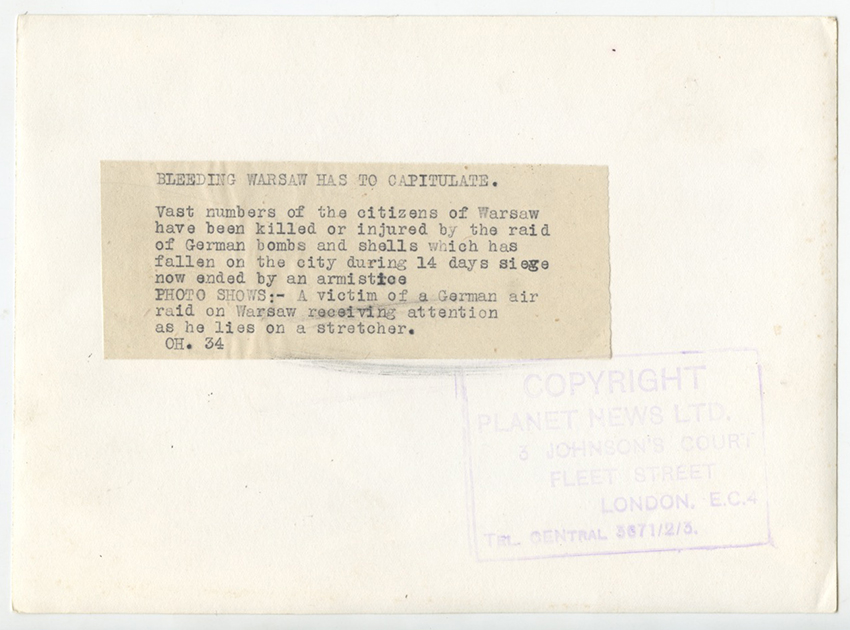 BLEEDING WARSAW HAS TO CAPITULATE.
Vast numbers of the citizens of Warsaw
have been killed or injured by the raid
of German bombs and shells which has
fallen on the city during 14 days siege
now ended by an armistice
PHOTO SHOWS:- A victim of a German air
raid on Warsaw receiving attention
as he lies on a stretcher.
OH. 34
COPYRIGHT
PLANET NEWS LTD.
3 JOHNSON'S COURT
FLEET STREET
LONDON, E.C.4
TEL. CENTRAL 3671/2/3.